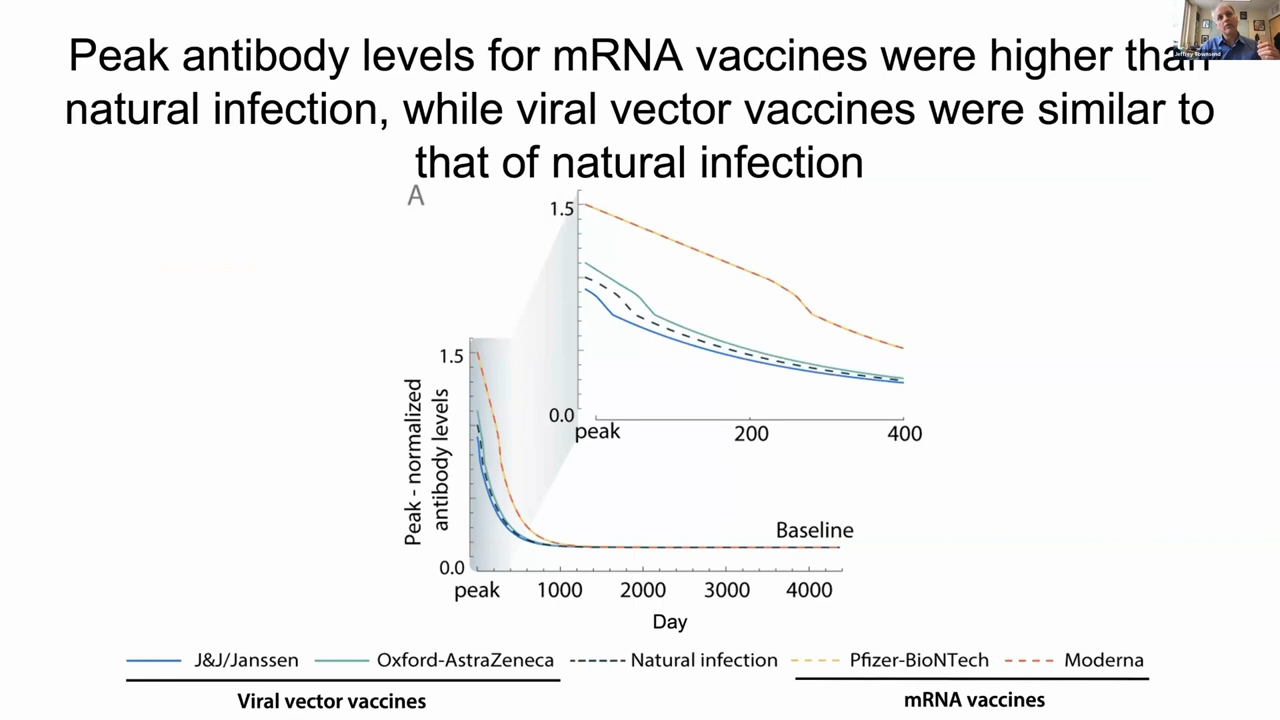 Peak antibody levels for mRNA vaccines were higher than
natural infection, while viral vector vaccines were similar to
that of natural infection
Jeffrey Townsend
A
1.5
0.0
peak
200
400
1.5
Peak - normalized
antibody levels
0.0
Baseline
peak
1000
2000
3000
4000
Day
J&J/Janssen
Oxford-AstraZeneca
Natural infection
Pfizer-BioNTech
Moderna
Viral vector vaccines
mRNA vaccines